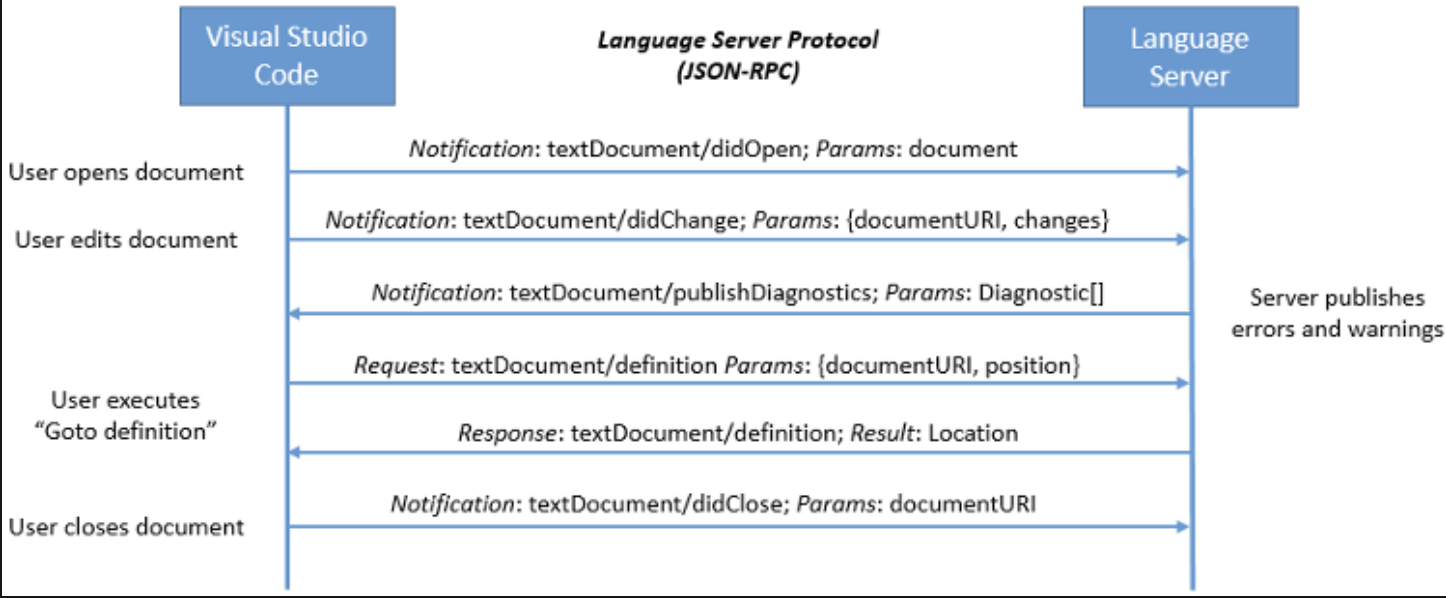 Visual Studio
Code
Language Server Protocol
(JSON-RPC)
Language
Server
Notification: textDocument/didOpen; Params: document
User opens document
Notification: textDocument/didChange; Params: {documentURI, changes}
User edits document
Notification: textDocument/publishDiagnostics; Params: Diagnostic[]
Server publishes
errors and warnings
Request: textDocument/definition Params: {documentURI, position}
User executes
“Goto definition”
Response: textDocument/definition; Result: Location
Notification: textDocument/didClose; Params: documentURI
User closes document